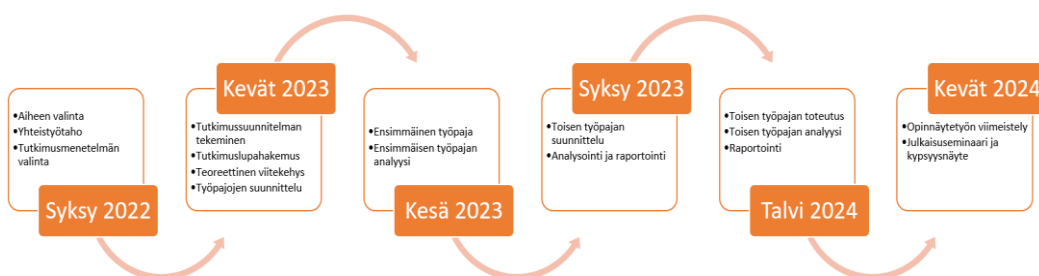 Syksy 2022
•Aiheen valinta
•Yhteistyötaho
•Tutkimusmenetelmän
valinta
Kevät 2023
•Tutkimussuunnitelman
tekeminen
•Tutkimuslupahakemus
•Teoreettinen viitekehys
•Työpajojen suunnittelu
Kesä 2023
•Ensimmäinen työpaja
•Ensimmäisen työpajan
analyysi
Syksy 2023
•Toisen työpajan
suunnittelu
•Analysointi ja raportointi
Talvi 2024
•Toisen työpajan toteutus
•Toisen työpajan analyysi
•Raportointi
Kevät 2024
•Opinnäytetyön viimeistely
•Julkaisuseminaari ja
kypsyysnäyte